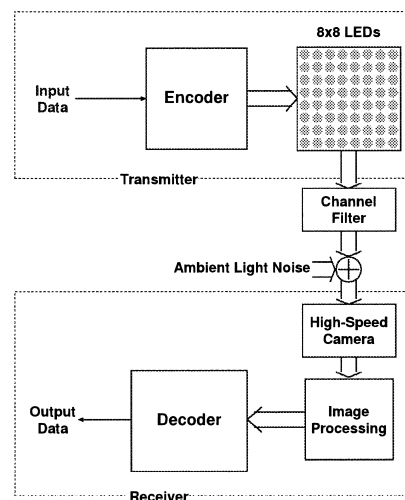 8x8 LEDs
Input
Data
Encoder
Transmitter
Channel
Filter
Ambient Light Noise
High-Speed
Camera
Output
Data
Decoder
Image
Processing
Receiver